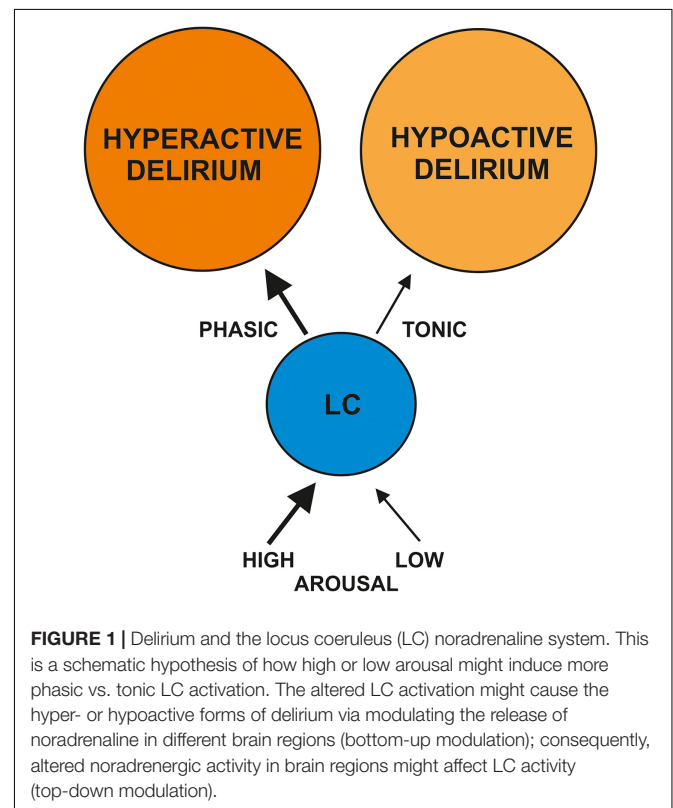 HYPERACTIVE
DELIRIUM
HYPOACTIVE
DELIRIUM
PHASIC
TONIC
LC
HIGH
LOW
AROUSAL
FIGURE 1 | Delirium and the locus coeruleus (LC) noradrenaline system. This
is a schematic hypothesis of how high or low arousal might induce more
phasic vs. tonic LC activation. The altered LC activation might cause the
hyper- or hypoactive forms of delirium via modulating the release of
noradrenaline in different brain regions (bottom-up modulation); consequently,
altered noradrenergic activity in brain regions might affect LC activity
(top-down modulation).